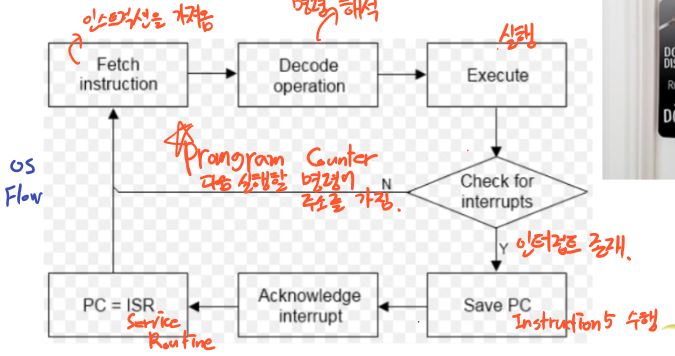 인스트럭션을 가져옴
명령 해석
실행
Fetch
instruction
Decode
operation
Execute
DO
DIS
R
DO
☆Prongram Counter
다음 실행할 명령어
주소를 가짐.
OS
Flow
N
Check for
interrupts
Y 인터럽트 존재.
PC = ISR
Service
Routine
Acknowledge
interrupt
Save PC
Instruction 5 수행